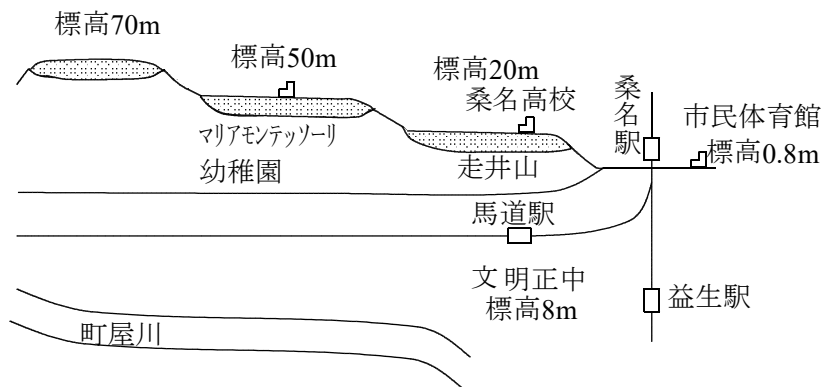 標高70m
標高50m
標高20m
桑名高校
桑名駅
市民体育館
標高0.8m
マリアモンテッソーリ
幼稚園
走井山
馬道駅
文 明正中
標高8m
益生駅
町屋川